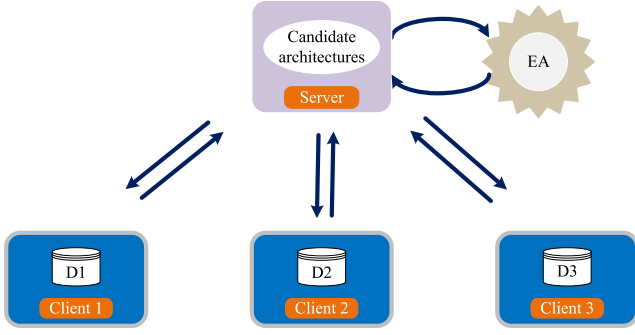 Candidate
architectures
EA
Server
D1
D2
D3
Client 1
Client 2
Client 3